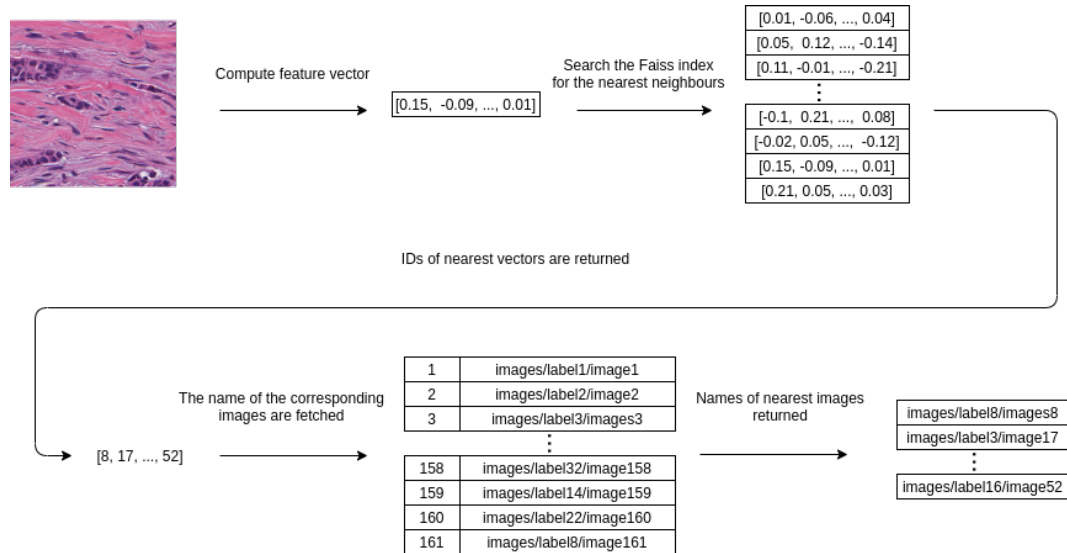 Compute feature vector
[0.15, -0.09, ..., 0.01]
Search the Faiss index
for the nearest neighbours
[0.01, -0.06, ..., 0.04]
[0.05, 0.12, ..., -0.14]
[0.11, -0.01, ..., -0.21]
[-0.1, 0.21, ..., 0.08]
[-0.02, 0.05, ..., -0.12]
[0.15, -0.09, ..., 0.01]
[0.21, 0.05, ..., 0.03]
IDs of nearest vectors are returned
[8, 17, ..., 52]
The name of the corresponding
images are fetched
1 images/label1/image1
2 images/label2/image2
3 images/label3/images3
158 images/label32/image158
159 images/label14/image159
160 images/label22/image160
161 images/label8/image161
Names of nearest images
returned
images/label8/images8
images/label3/image17
images/label16/image52